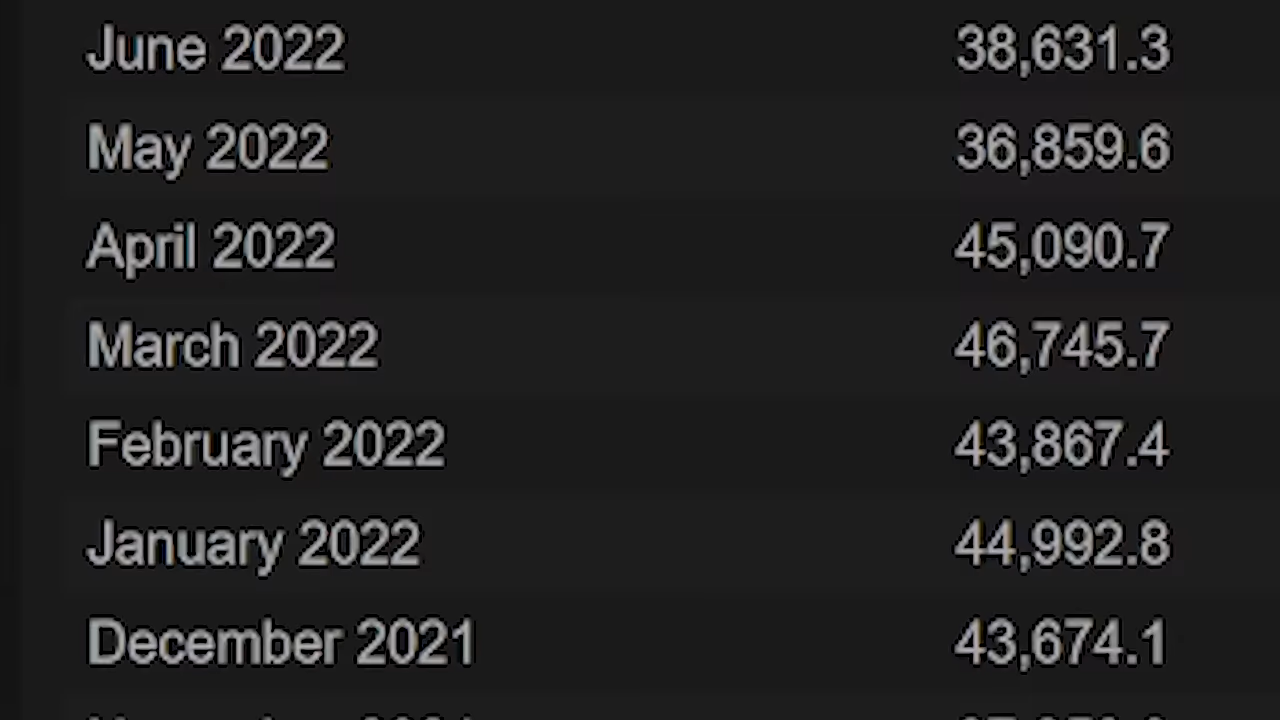 June 2022 38,631.3
May 2022 36,859.6
April 2022 45,090.7
March 2022 46,745.7
February 2022 43,867.4
January 2022 44,992.8
December 2021 43,674.1